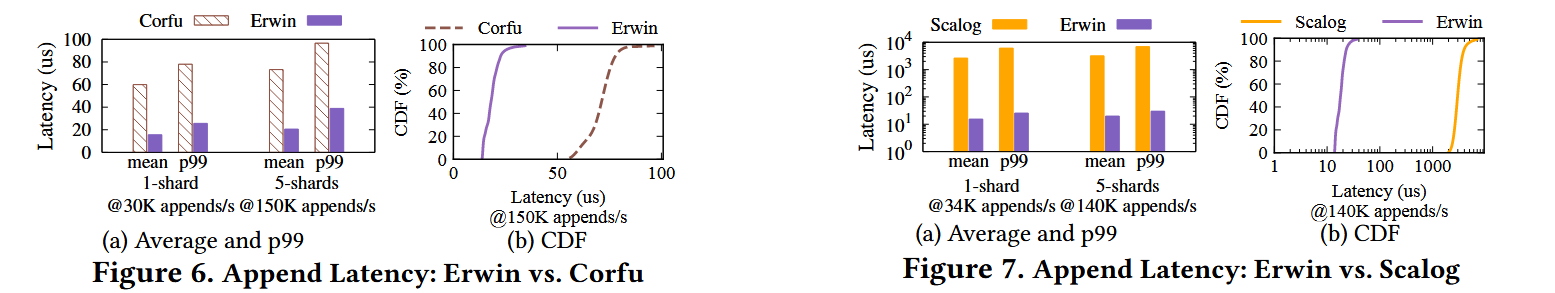 Corfu Erwin
Latency (us)
100
80
60
40
20
0
mean p99 mean p99
1-shard 5-shards
@30K appends/s @150K appends/s
(a) Average and p99
Corfu Erwin
CDF (%)
100
80
60
40
20
0
0 50 100
Latency (us)
@150K appends/s
(b) CDF
Figure 6. Append Latency: Erwin vs. Corfu
Scalog Erwin
Latency (us)
10^4
10^3
10^2
10^1
10^0
mean p99 mean p99
1-shard 5-shards
@34K appends/s @140K appends/s
(a) Average and p99
Scalog Erwin
CDF (%)
100
80
60
40
20
0
1 10 100 1000
Latency (us)
@140K appends/s
(b) CDF
Figure 7. Append Latency: Erwin vs. Scalog